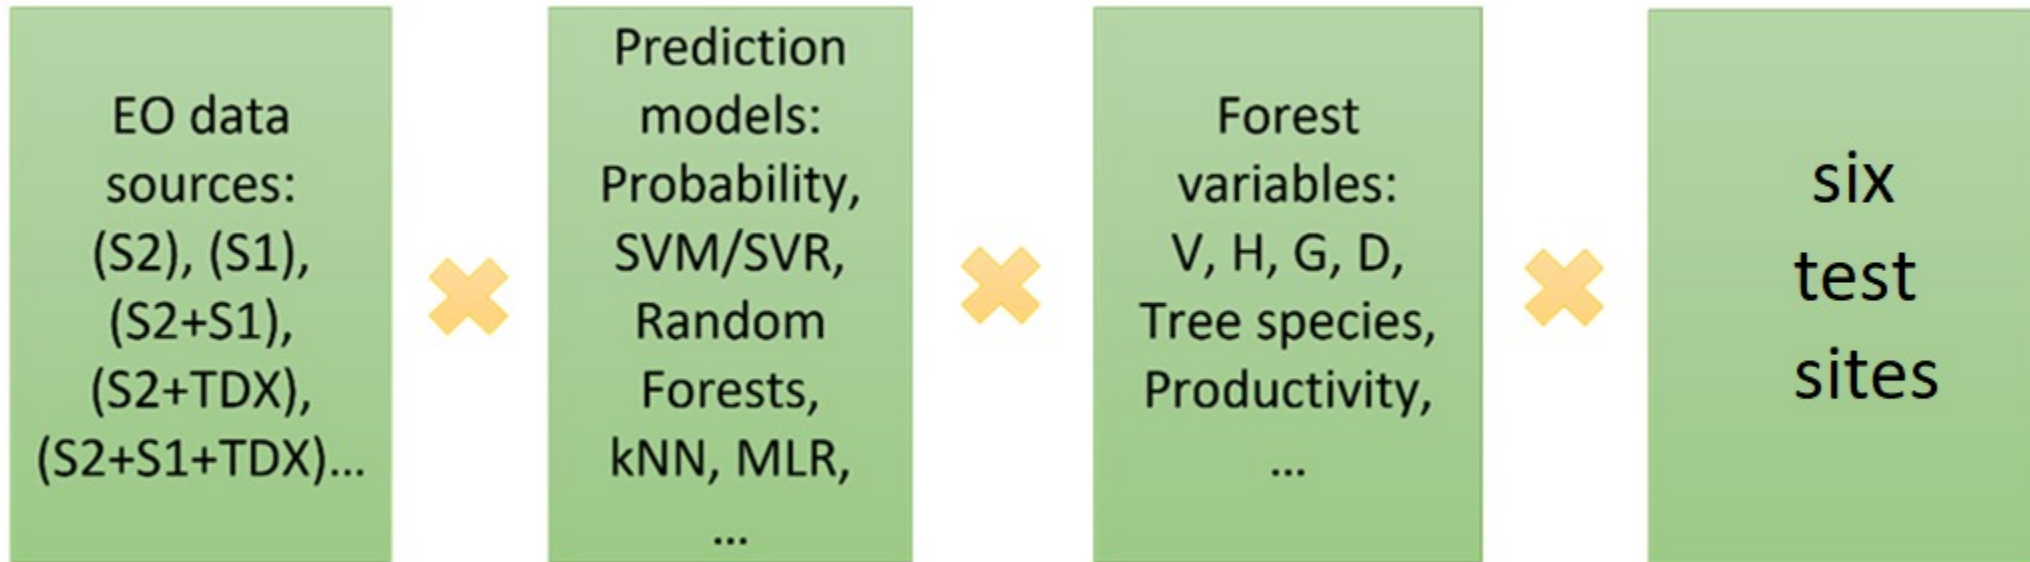 EO data
sources:
(S2), (S1),
(S2+S1),
(S2+TDX),
(S2+S1+TDX)...
Prediction
models:
Probability,
SVM/SVR,
Random
Forests,
kNN, MLR,
...
Forest
variables:
V, H, G, D,
Tree species,
Productivity,
...
six
test
sites